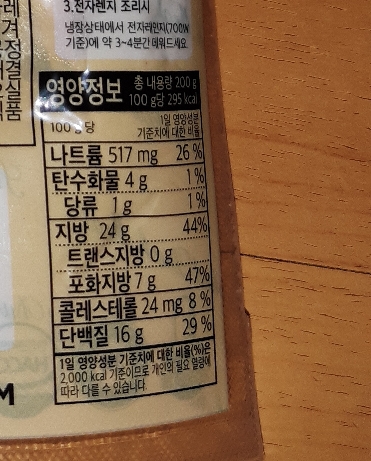 3.전자렌지 조리시
냉장상태에서 전자레인지(700W
기준)에 약 3~4분간 데워드세요
영양정보 총 내용량 200 g
100 g당 295 kcal
100 g당 1일 영양성분
기준치에 대한 비율
나트륨 517 mg 26 %
탄수화물 4 g 1 %
당류 1 g 1 %
지방 24 g 44%
트랜스지방 0 g
포화지방 7 g 47%
콜레스테롤 24 mg 8 %
단백질 16 g 29 %
1일 영양성분 기준치에 대한 비율(%)은
2,000 kcal 기준이므로 개인의 필요 열량에
따라 다를 수 있습니다.
M